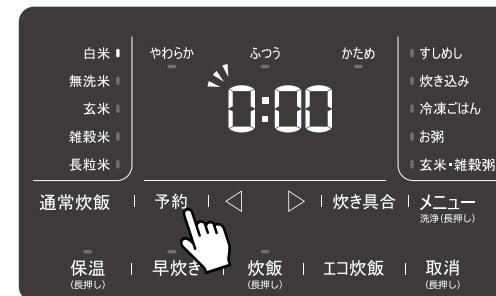 白米 やわらか ふつう かため すしめし
無洗米 炊き込み
玄米 0:00 冷凍ごはん
雑穀米 お粥
長粒米 玄米・雑穀粥
通常炊飯 予約 炊き具合 メニュー
洗浄(長押し)
保温 早炊き 炊飯 エコ炊飯 取消
(長押し) (長押し) (長押し)